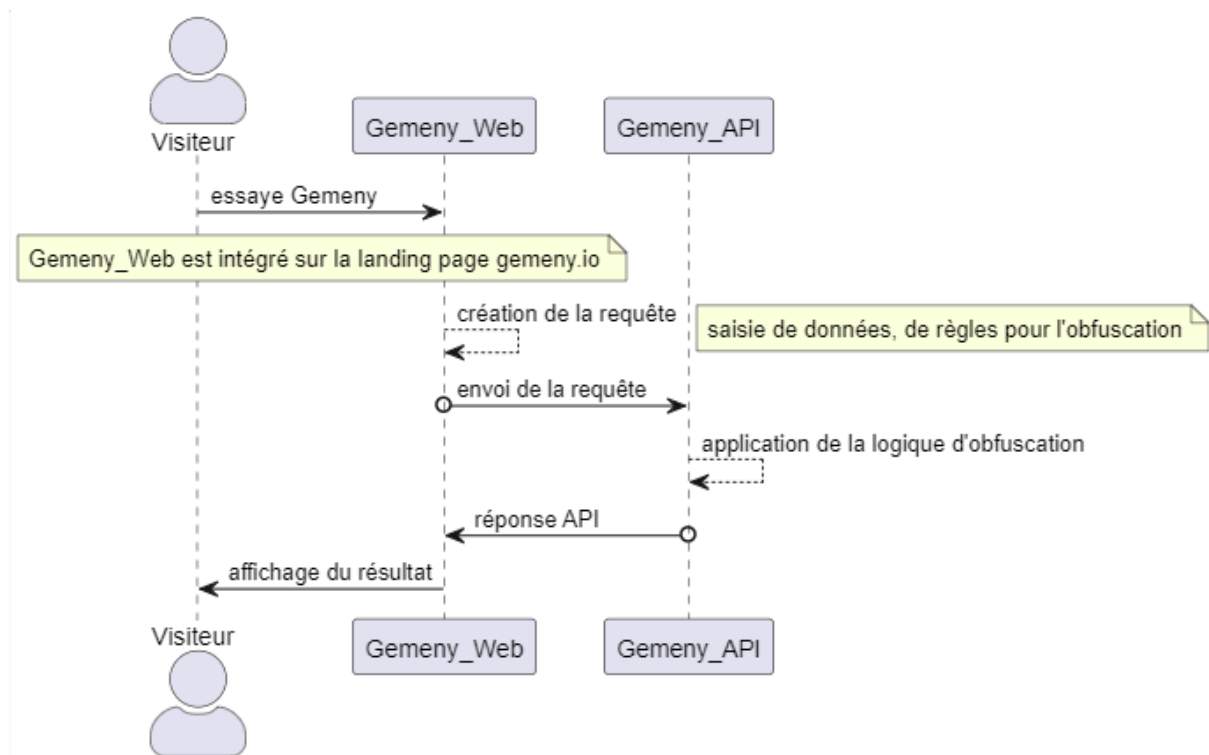 Visiteur
Gemeny_Web
Gemeny_API
essaye Gemeny
Gemeny_Web est intégré sur la landing page gemeny.io
création de la requête
saisie de données, de règles pour l'obfuscation
envoi de la requête
application de la logique d'obfuscation
réponse API
affichage du résultat
Visiteur
Gemeny_Web
Gemeny_API